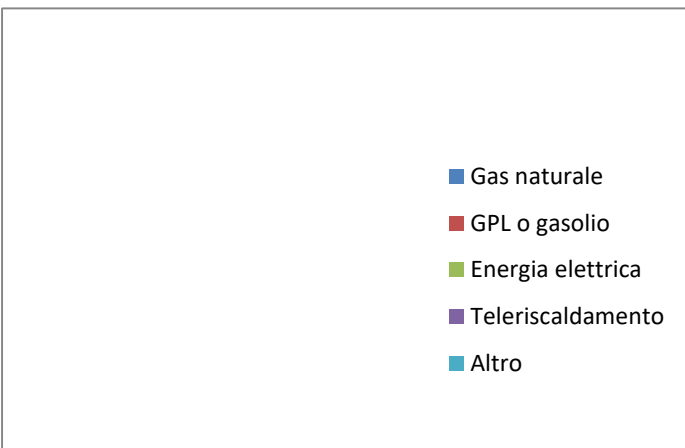 Gas naturale
GPL o gasolio
Energia elettrica
Teleriscaldamento
Altro